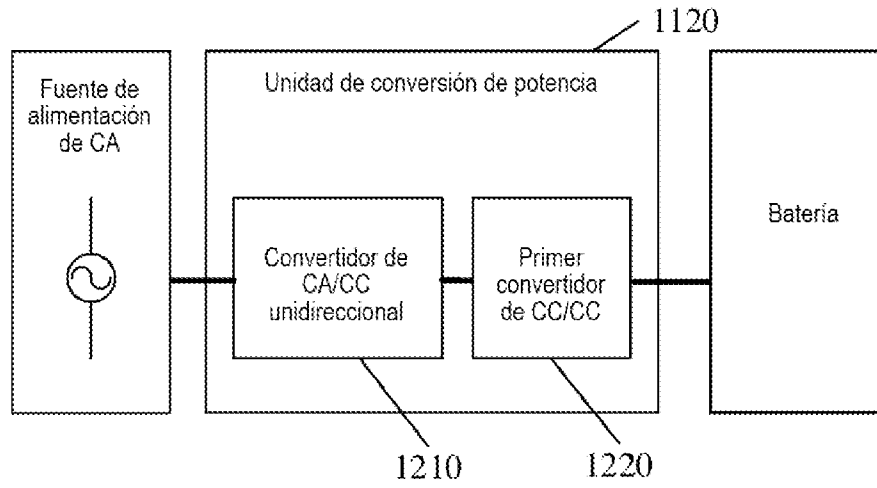 1120
Fuente de
alimentación
de CA
Unidad de conversión de potencia
Batería
Convertidor de
CA/CC
unidireccional
Primer
convertidor
de CC/CC
1210
1220